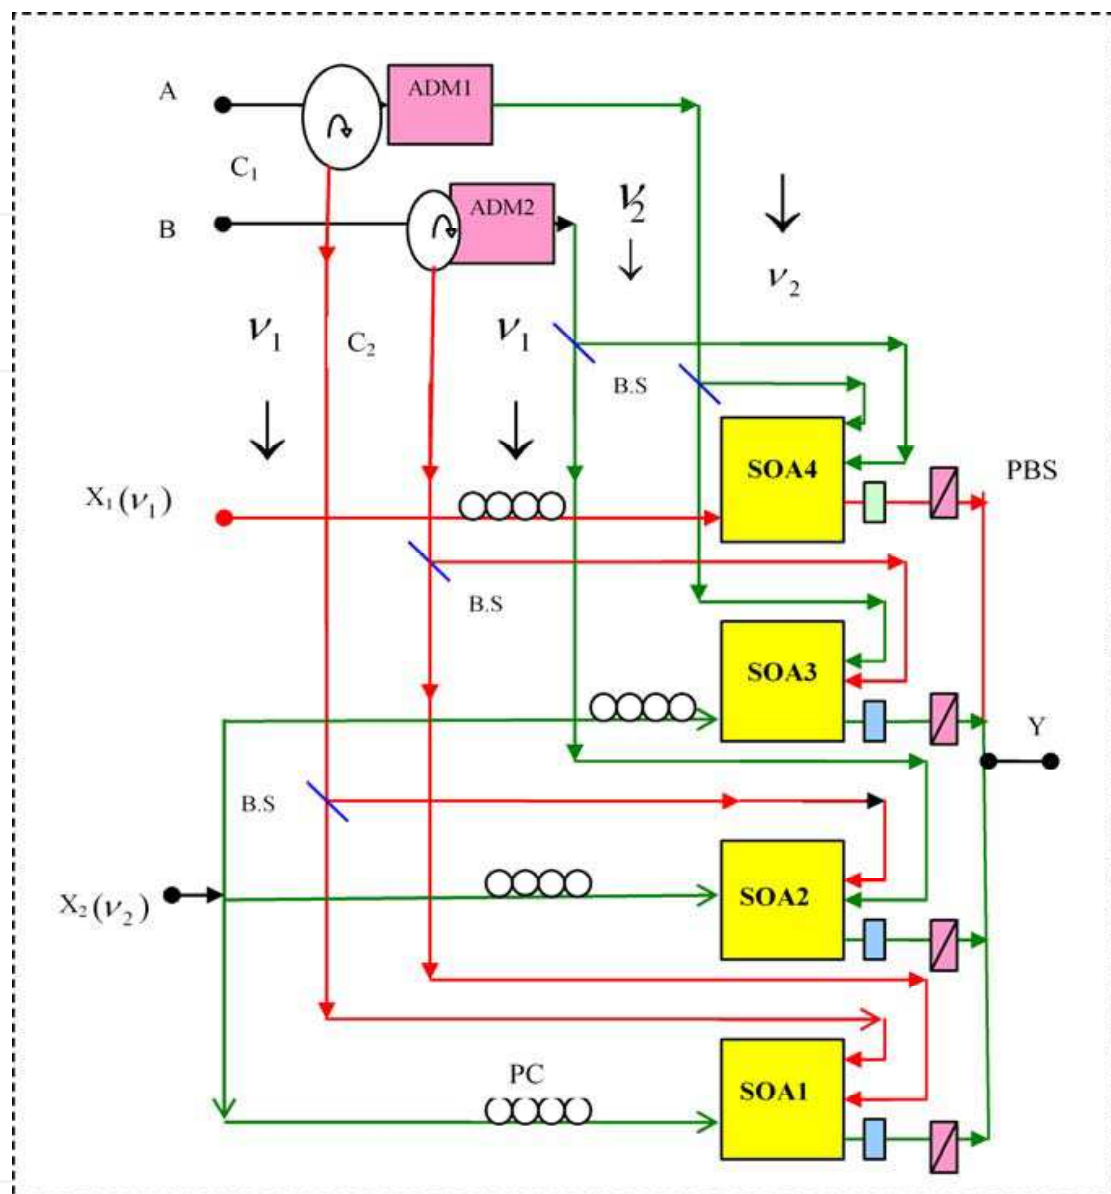 A
ADM1
C₁
B
ADM2
ν₂
ν₂
ν₁
C₂
ν₁
B.S
SOA4
PBS
X₁(ν₁)
B.S
SOA3
Y
B.S
X₂(ν₂)
SOA2
PC
SOA1